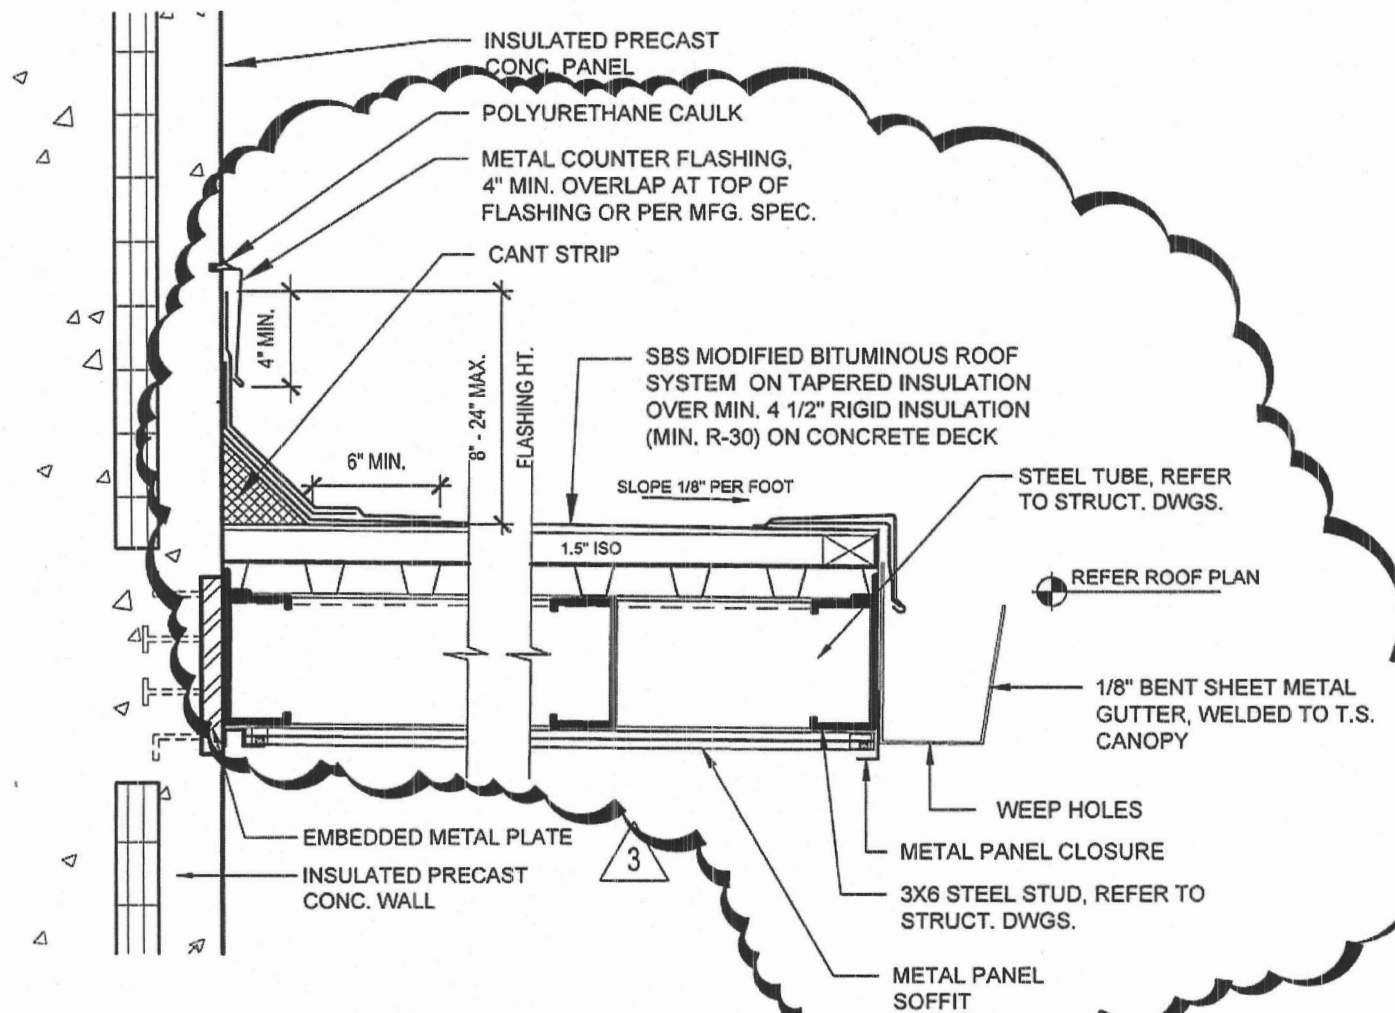 INSULATED PRECAST
CONC. PANEL
POLYURETHANE CAULK
METAL COUNTER FLASHING,
4" MIN. OVERLAP AT TOP OF
FLASHING OR PER MFG. SPEC.
CANT STRIP
4" MIN.
8" - 24" MAX.
FLASHING HT.
6" MIN.
SBS MODIFIED BITUMINOUS ROOF
SYSTEM ON TAPERED INSULATION
OVER MIN. 4 1/2" RIGID INSULATION
(MIN. R-30) ON CONCRETE DECK
SLOPE 1/8" PER FOOT
STEEL TUBE, REFER
TO STRUCT. DWGS.
1.5" ISO
REFER ROOF PLAN
1/8" BENT SHEET METAL
GUTTER, WELDED TO T.S.
CANOPY
WEEP HOLES
EMBEDDED METAL PLATE
3
METAL PANEL CLOSURE
INSULATED PRECAST
CONC. WALL
3X6 STEEL STUD, REFER TO
STRUCT. DWGS.
METAL PANEL
SOFFIT